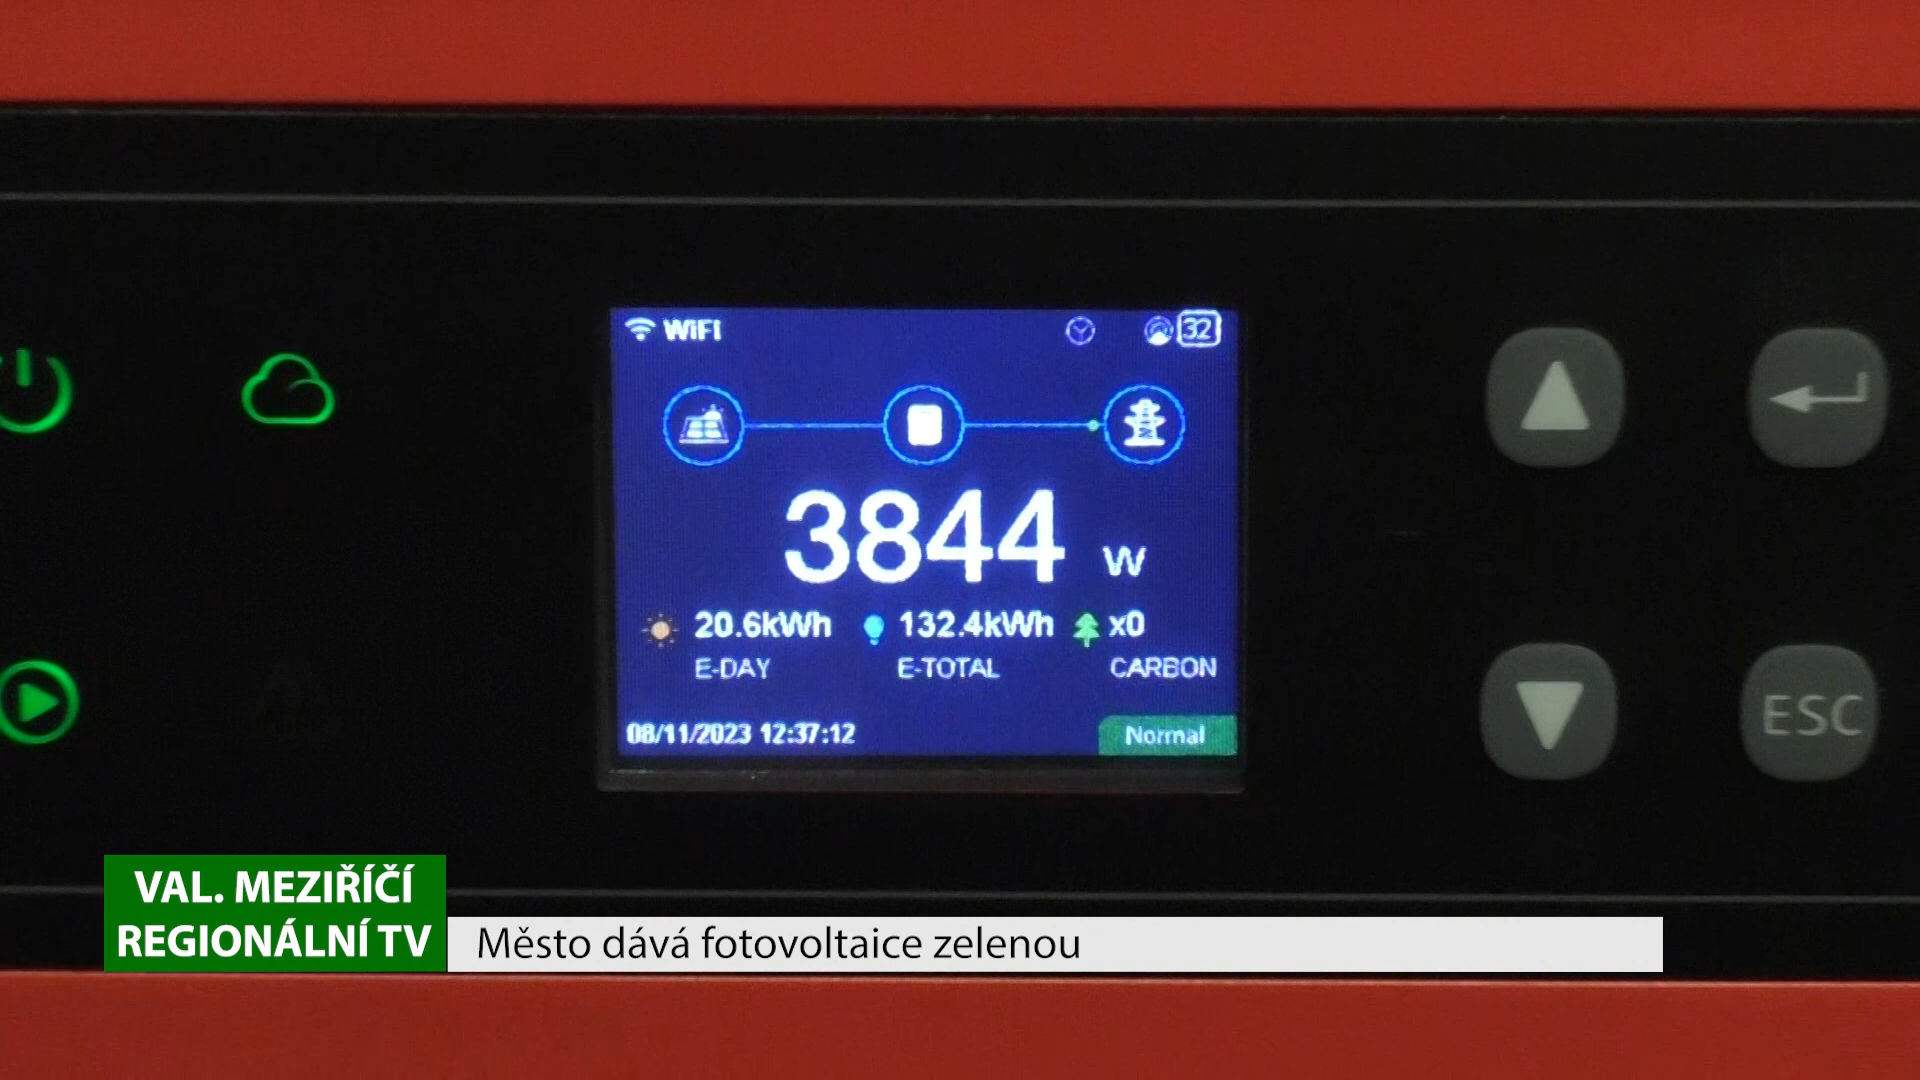 WiFi
32
3844 W
20.6kWh 132.4kWh x0
E-DAY E-TOTAL CARBON
08/11/2023 12:37:12 Normal
ESC
VAL. MEZIŘÍČÍ
REGIONÁLNÍ TV
Město dává fotovoltaice zelenou